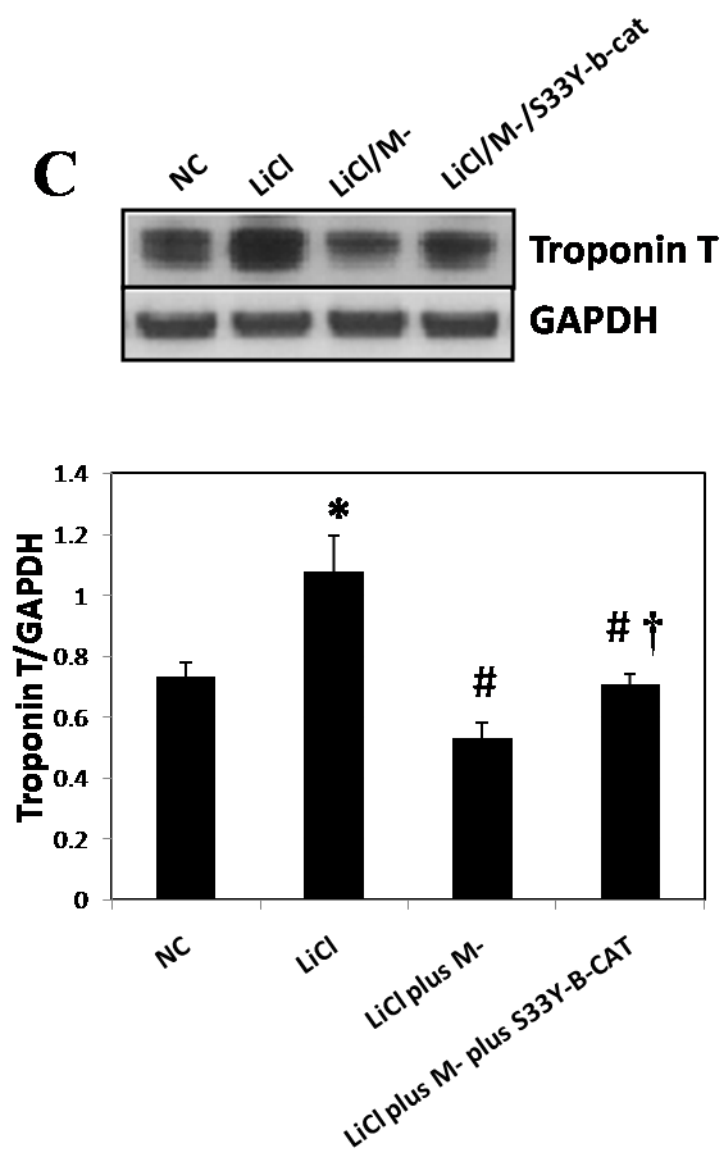 C
NC
LiCl
LiCl/M-
LiCl/M-/S33Y-b-cat
Troponin T
GAPDH
Troponin T/GAPDH
1.4
1.2
1
0.8
0.6
0.4
0.2
0
*
#
# †
NC
LiCl
LiCl plus M-
LiCl plus M- plus S33Y-B-CAT